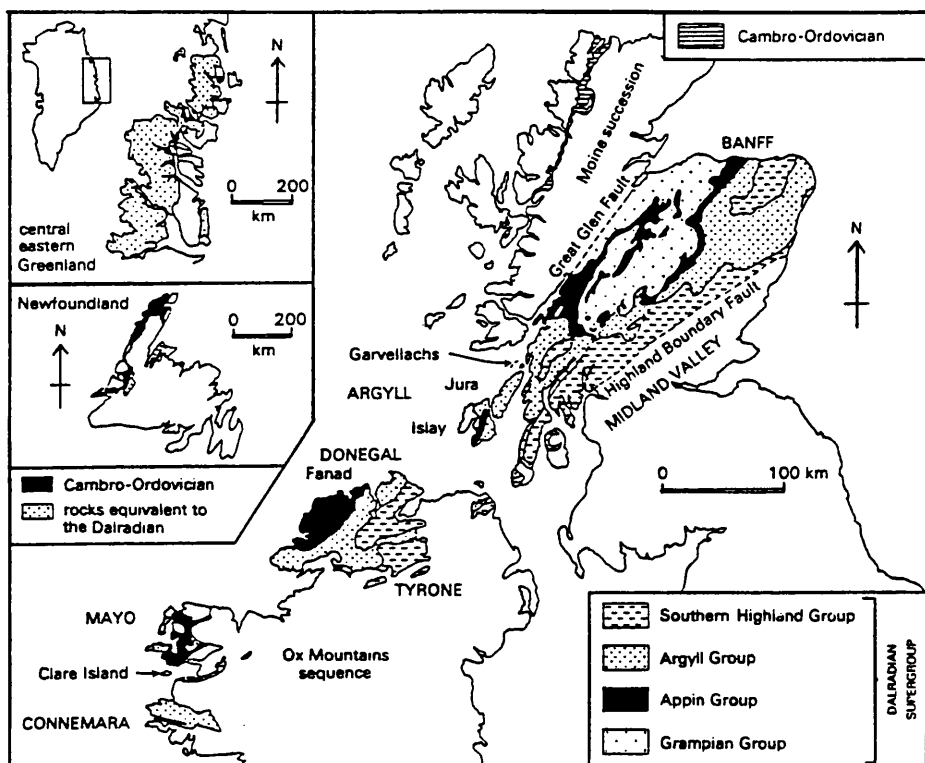 N
0 200
km
central
eastern
Greenland
Newfoundland
N
0 200
km
Cambro-Ordovician
rocks equivalent to
the Dalradian
Cambro-Ordovician
Moine succession
BANFF
Great Glen Fault
N
Highland Boundary Fault
MIDLAND VALLEY
Garvellachs
ARGYLL
Jura
Islay
0 100 km
DONEGAL
Fanad
TYRONE
MAYO
Ox Mountains
sequence
Clare Island
CONNEMARA
Southern Highland Group
Argyll Group
Appin Group
Grampian Group
DALRADIAN
SUPERGROUP